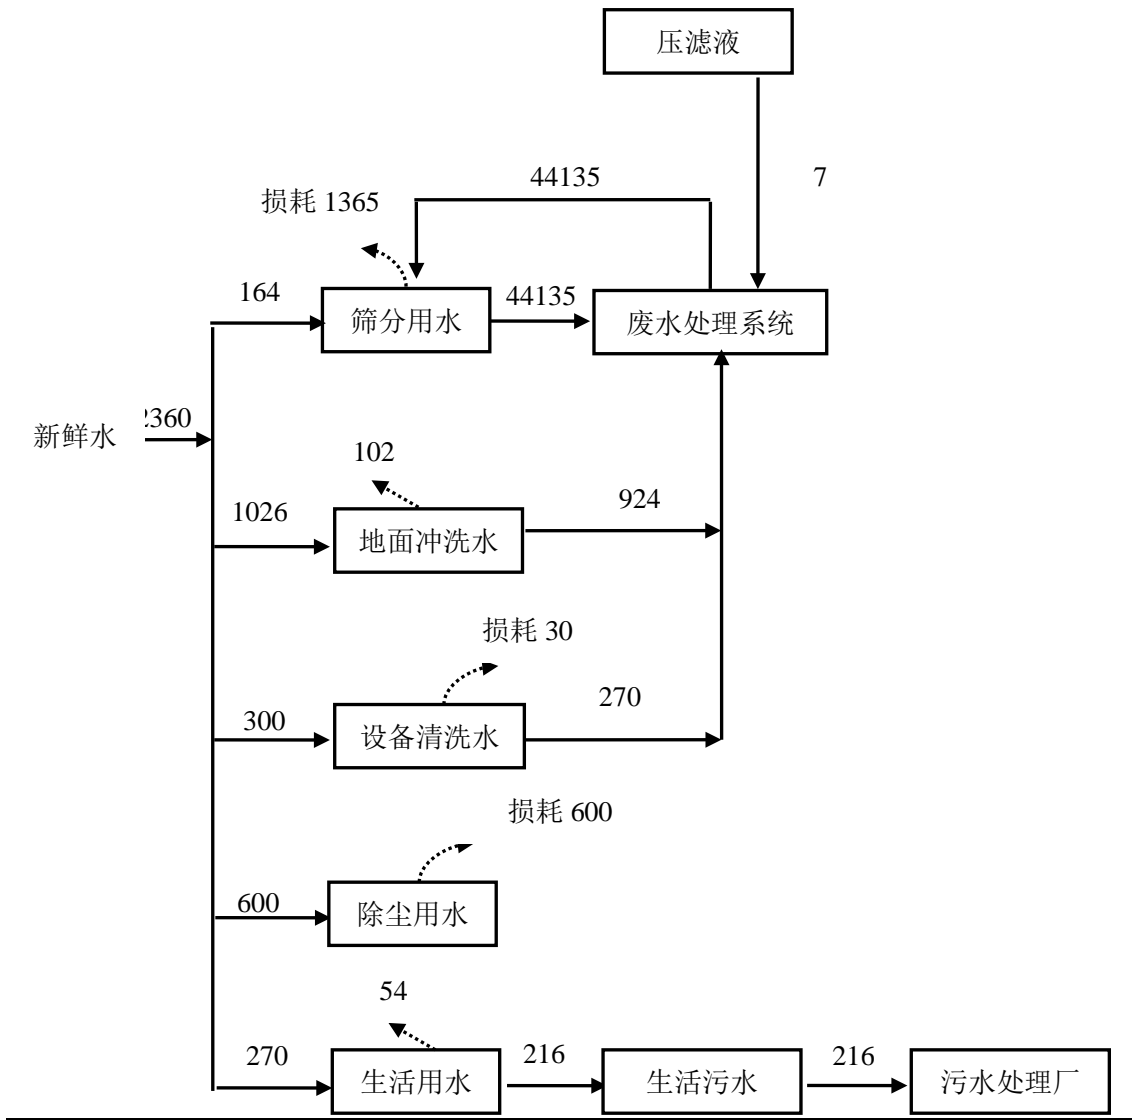 压滤液
44135
7
损耗 1365
164
筛分用水
44135
废水处理系统
2360
新鲜水
102
1026
924
地面冲洗水
损耗 30
300
270
设备清洗水
损耗 600
600
除尘用水
54
270
生活用水
216
生活污水
216
污水处理厂